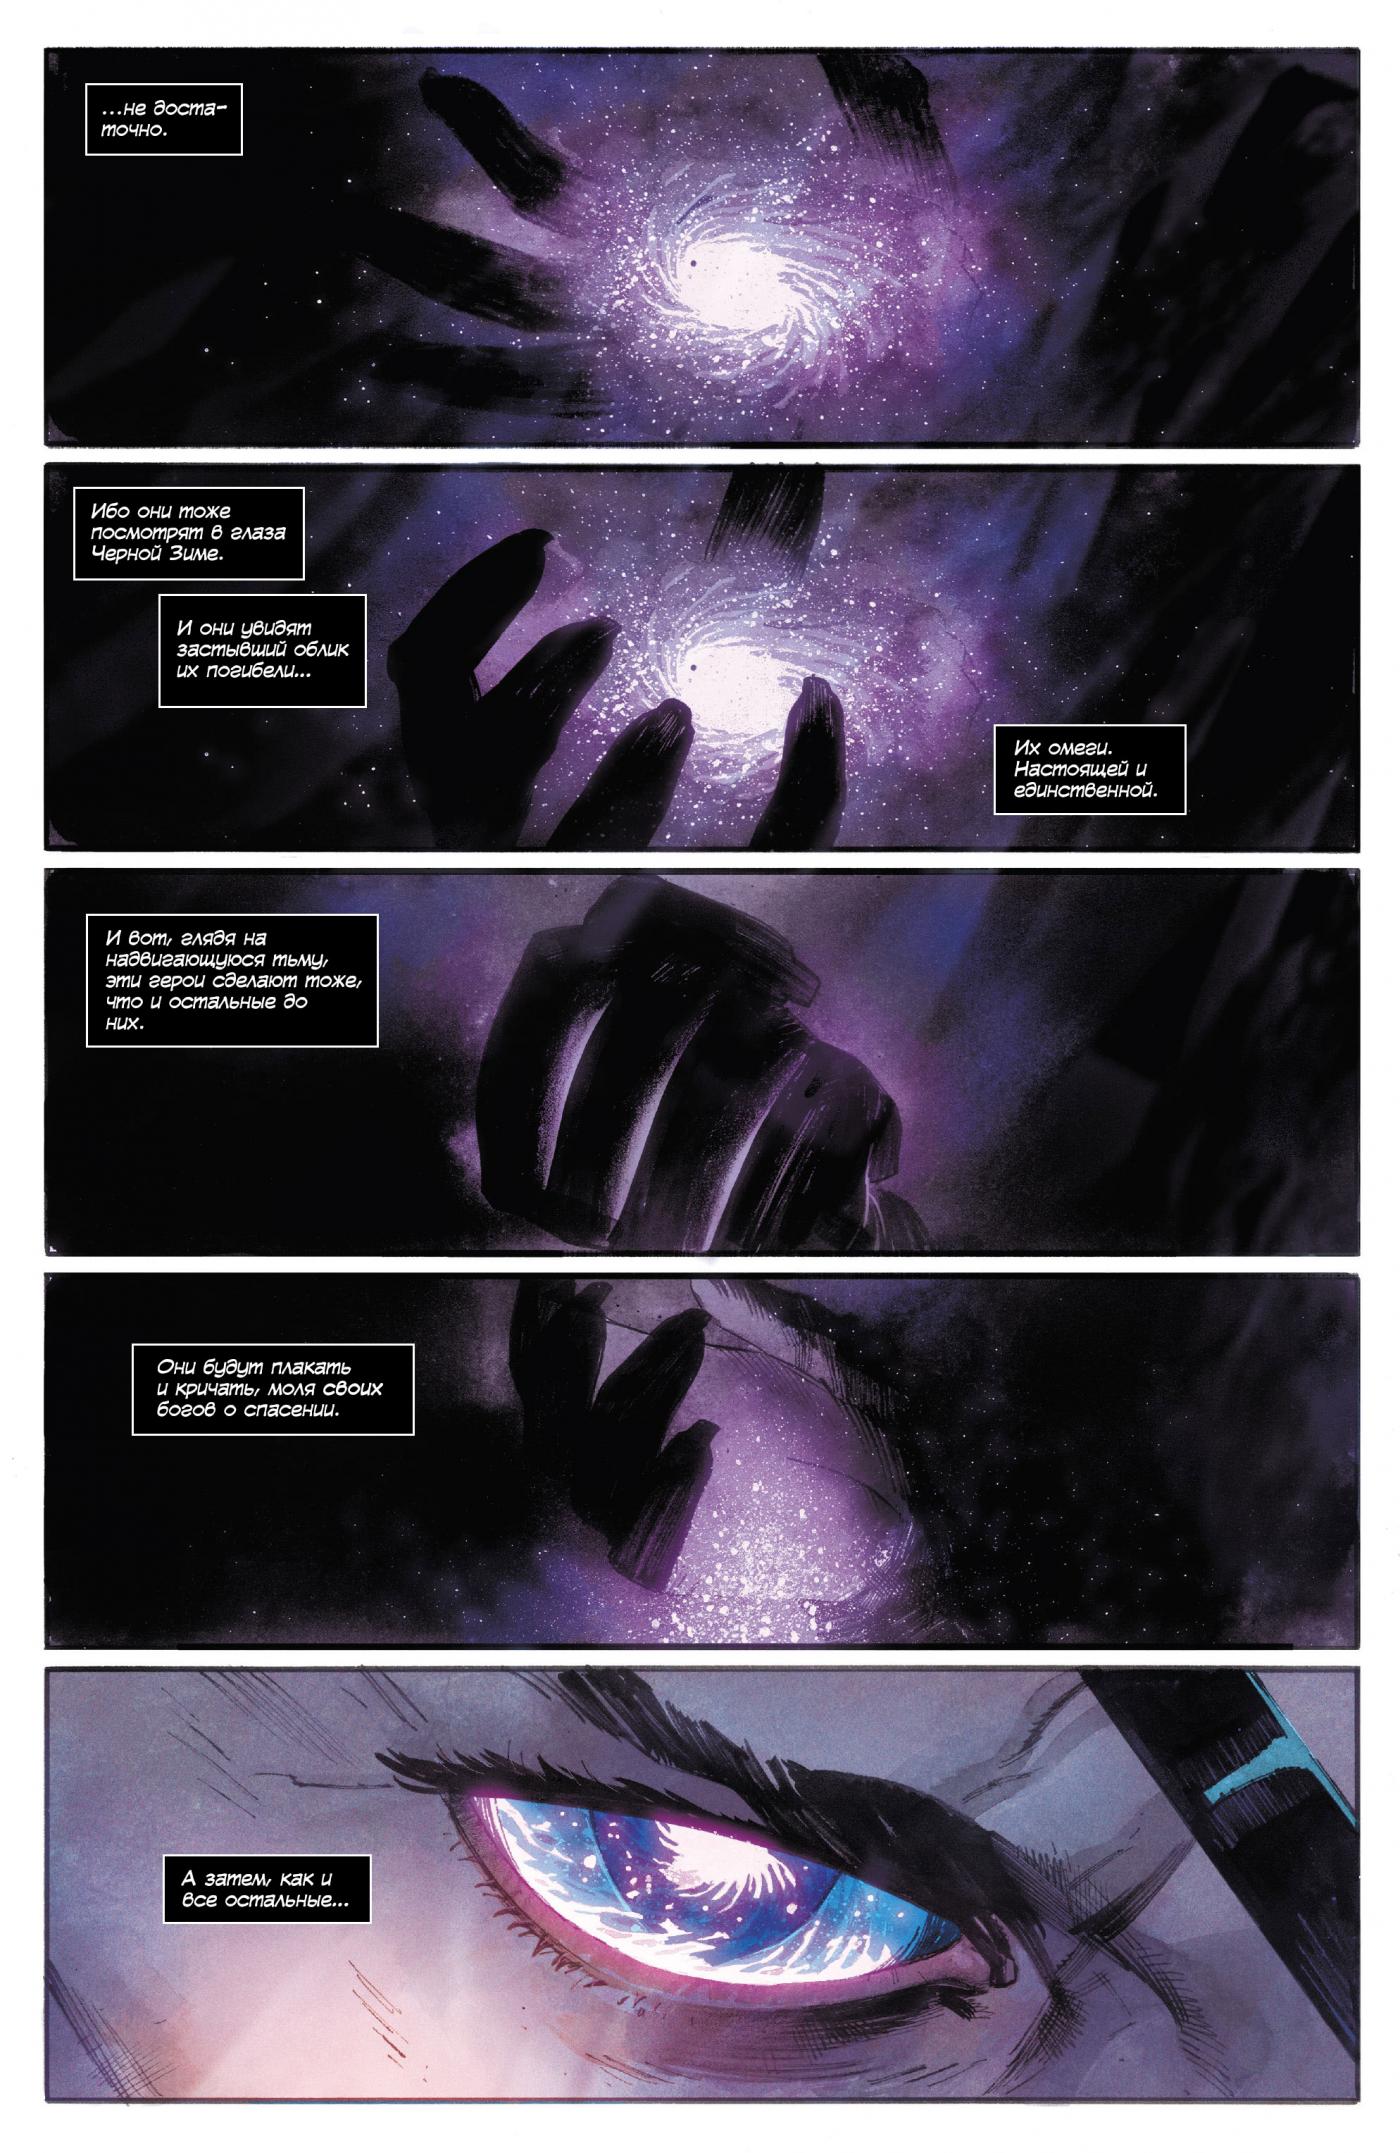 ...не доста-
точно.
Ибо они тоже
посмотрят в глаза
Черной Зиме.
И они увидят
застывший облик
их погибели...
Их омеги.
Настоящей и
единственной.
И вот, глядя на
надвигающуюся тьму,
эти герои сделают тоже,
что и остальные до
них.
Они будут плакать
и кричать, моля своих
богов о спасении.
А затем, как и
все остальные...